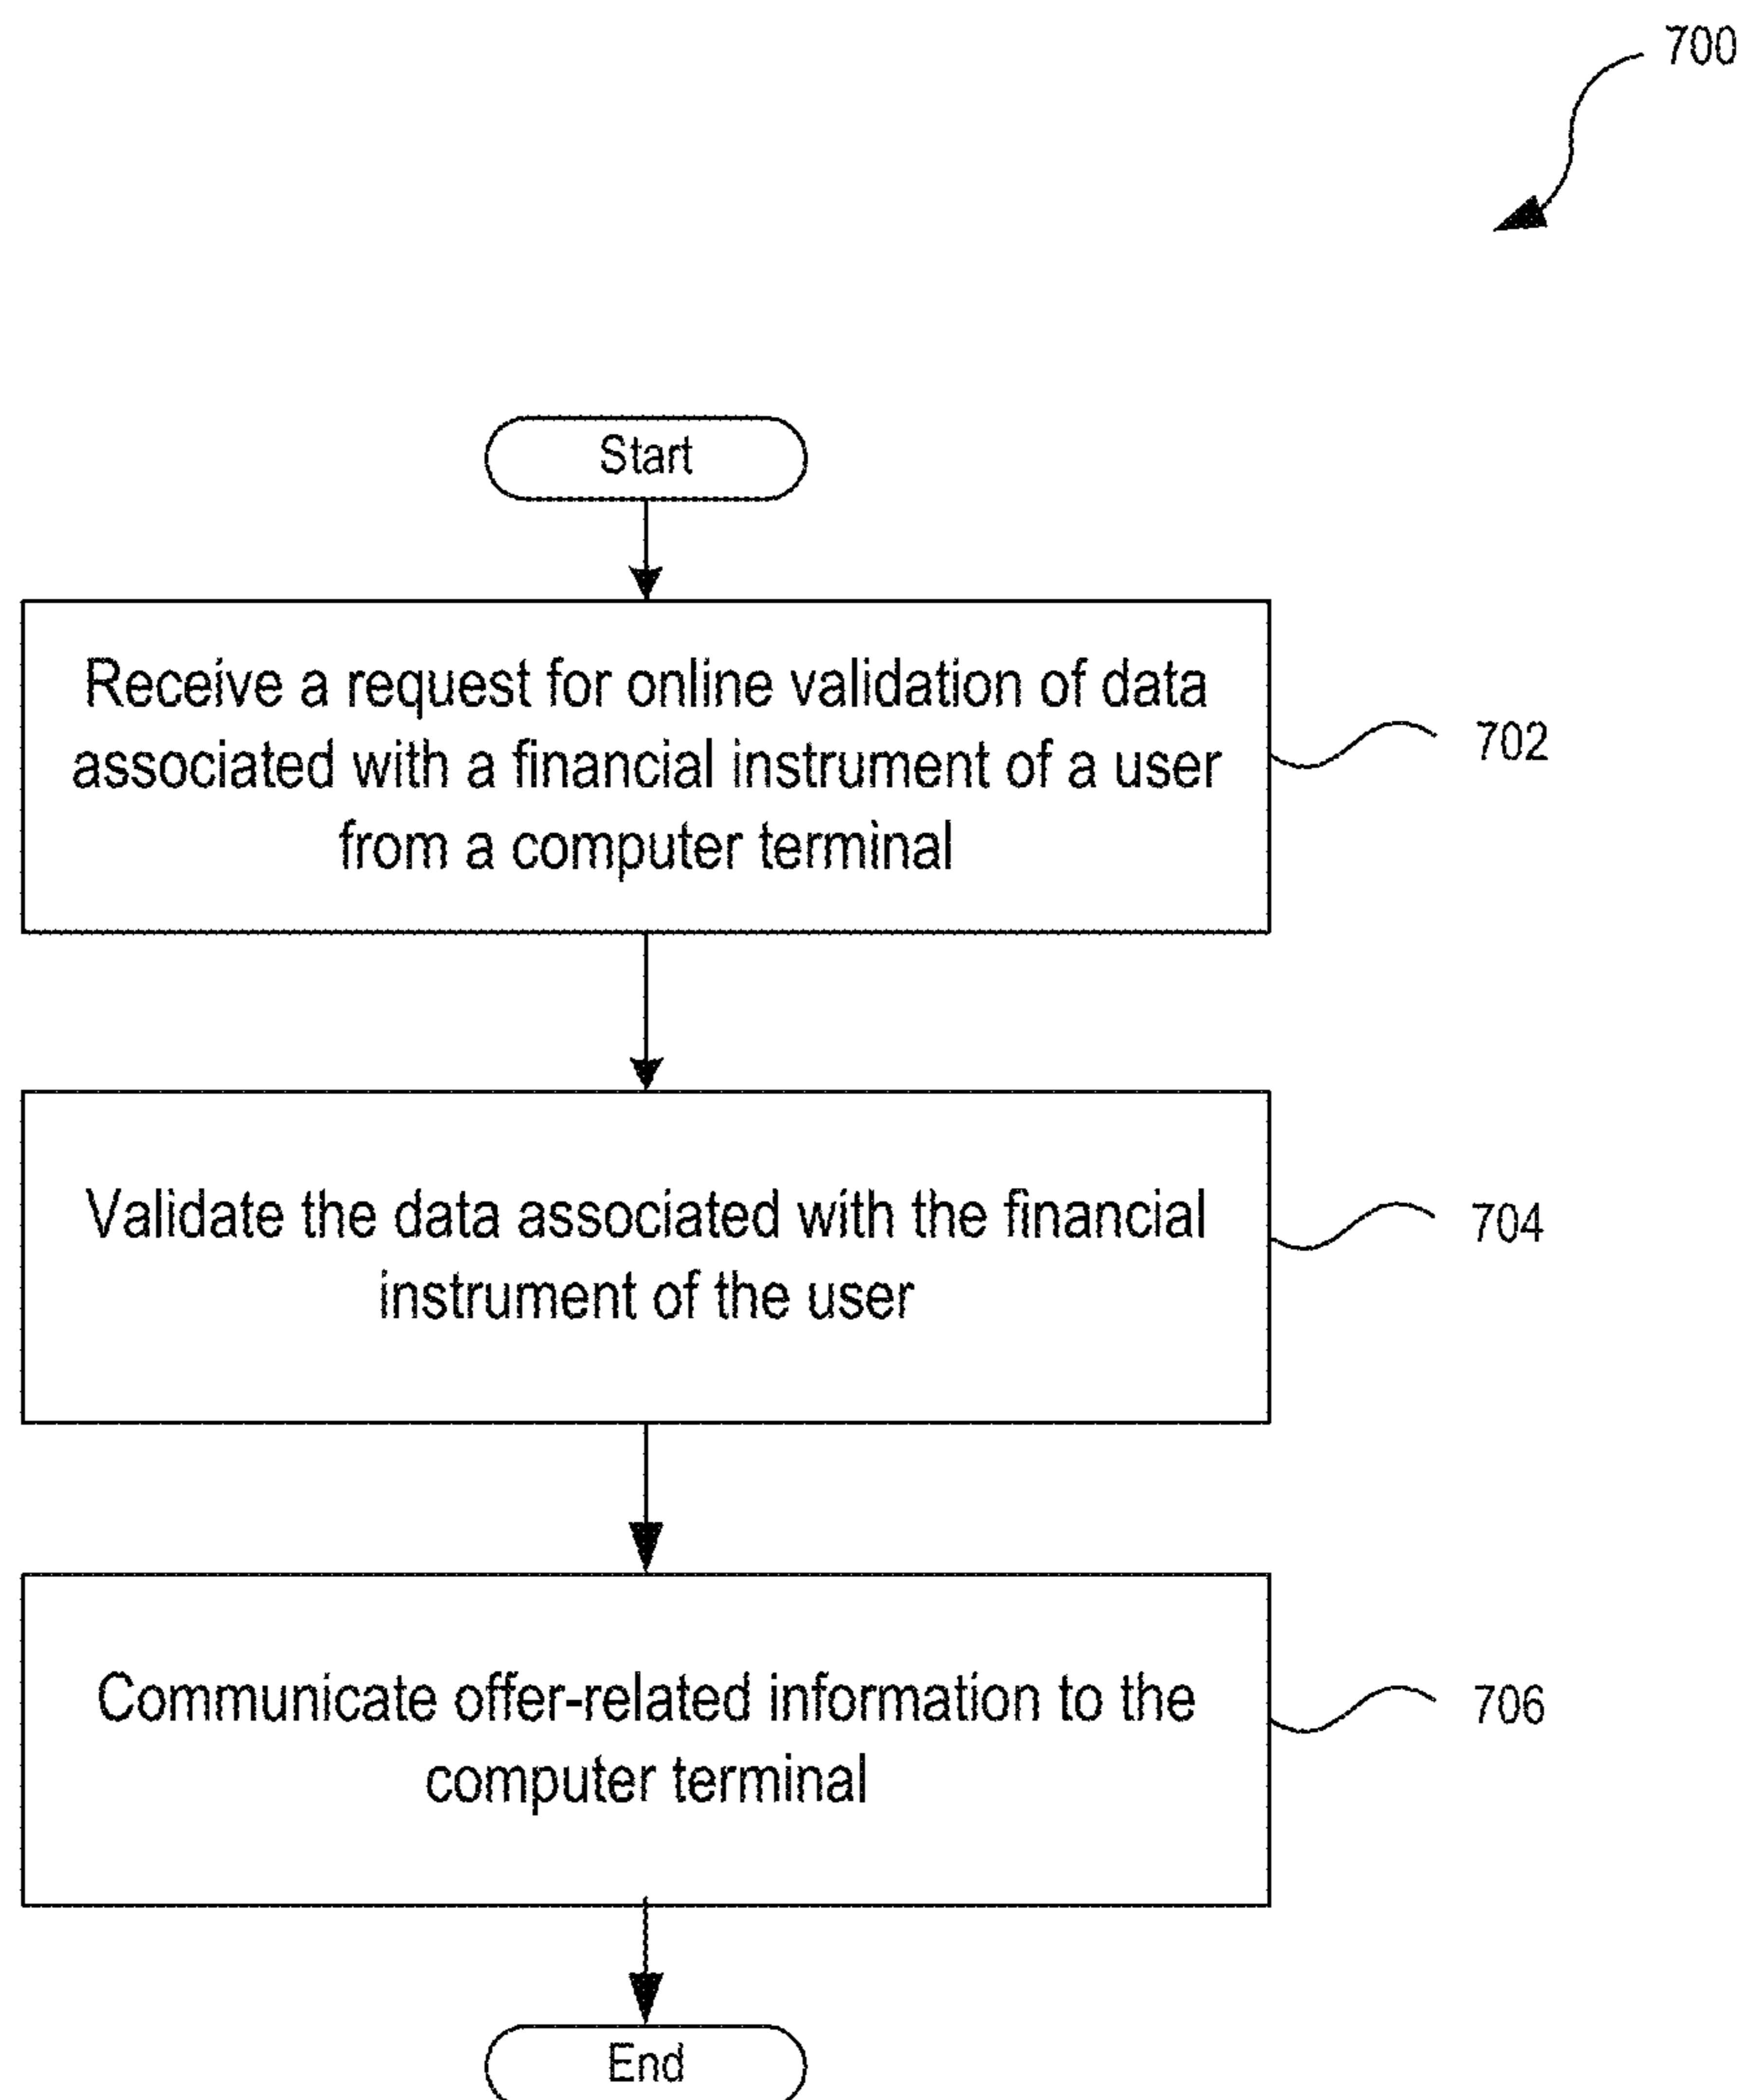 700
Start
Receive a request for online validation of data
associated with a financial instrument of a user
from a computer terminal
702
Validate the data associated with the financial
instrument of the user
704
Communicate offer-related information to the
computer terminal
706
End